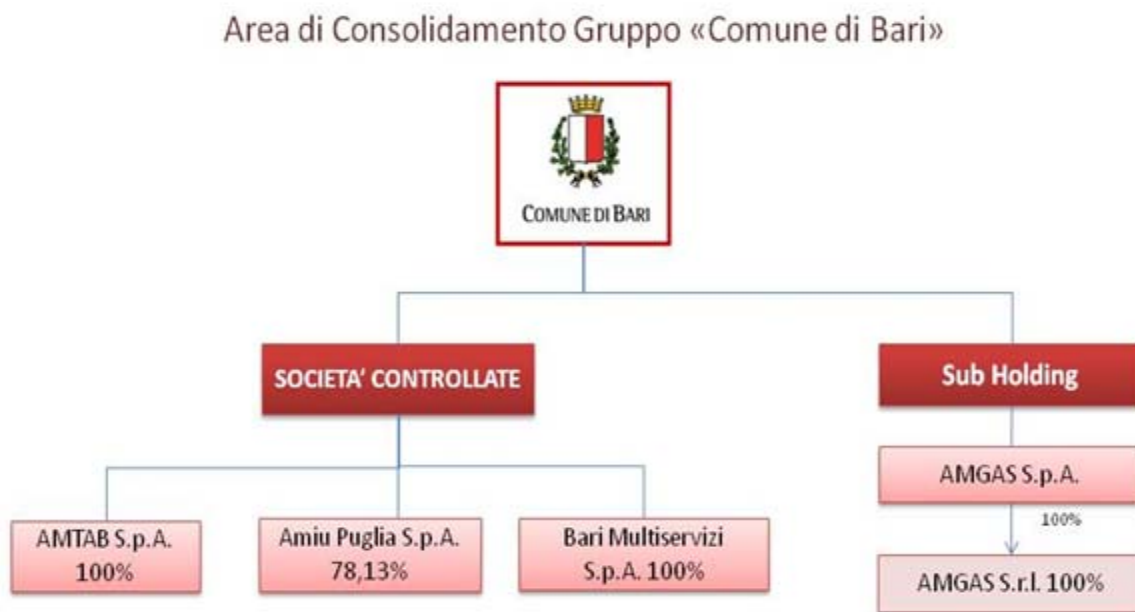 Area di Consolidamento Gruppo «Comune di Bari»
COMUNE DI BARI
SOCIETA’ CONTROLLATE
Sub Holding
AMTAB S.p.A.
100%
Amiu Puglia S.p.A.
78,13%
Bari Multiservizi
S.p.A. 100%
AMGAS S.p.A.
100%
AMGAS S.r.l. 100%